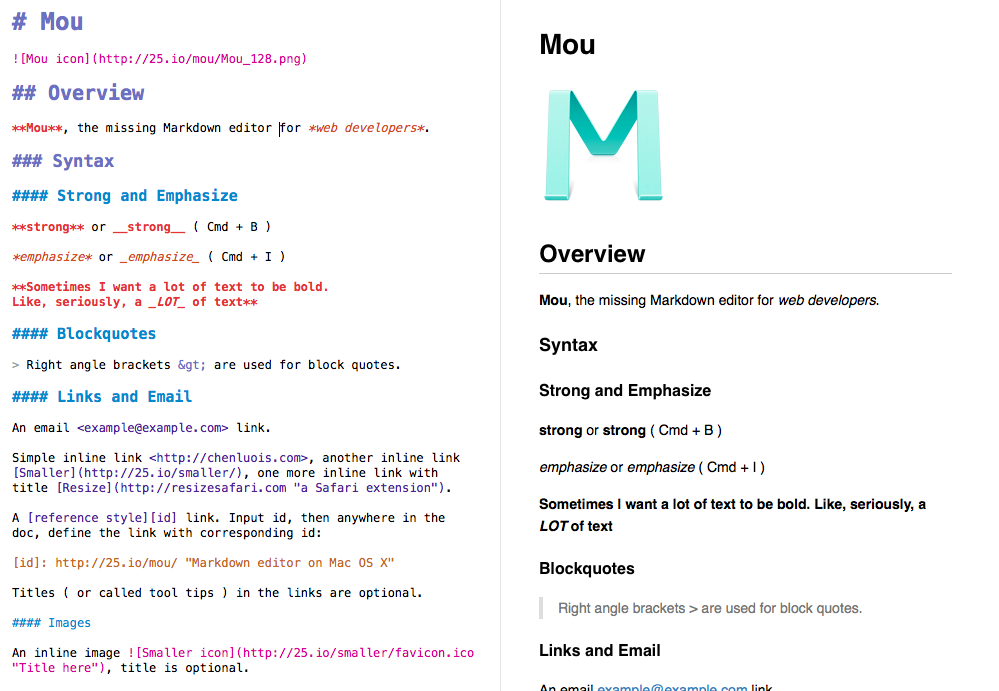 # Mou
![Mou icon](http://25.io/mou/Mou_128.png)
## Overview
**Mou**, the missing Markdown editor for *web developers*.
### Syntax
#### Strong and Emphasize
**strong** or __strong__ ( Cmd + B )
*emphasize* or _emphasize_ ( Cmd + I )
**Sometimes I want a lot of text to be bold.
Like, seriously, a _LOT_ of text**
#### Blockquotes
> Right angle brackets &gt; are used for block quotes.
#### Links and Email
An email <example@example.com> link.
Simple inline link <http://chenluois.com>, another inline link
[Smaller](http://25.io/smaller/), one more inline link with
title [Resize](http://resizesafari.com "a Safari extension").
A [reference style][id] link. Input id, then anywhere in the
doc, define the link with corresponding id:
[id]: http://25.io/mou/ "Markdown editor on Mac OS X"
Titles ( or called tool tips ) in the links are optional.
#### Images
An inline image ![Smaller icon](http://25.io/smaller/favicon.ico
"Title here"), title is optional.
Mou
M
Overview
Mou, the missing Markdown editor for web developers.
Syntax
Strong and Emphasize
strong or strong ( Cmd + B )
emphasize or emphasize ( Cmd + I )
Sometimes I want a lot of text to be bold. Like, seriously, a
LOT of text
Blockquotes
Right angle brackets > are used for block quotes.
Links and Email
An email example@example.com link.